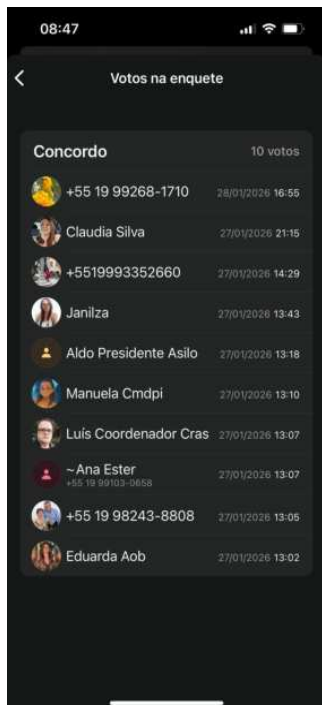 08:47
Votos na enquete
Concordo 10 votos
+55 19 99268-1710 28/01/2026 16:55
Claudia Silva 27/01/2026 21:15
+5519993352660 27/01/2026 14:29
Janilza 27/01/2026 13:43
Aldo Presidente Asilo 27/01/2026 13:18
Manuela Cmdpi 27/01/2026 13:10
Luís Coordenador Cras 27/01/2026 13:07
~Ana Ester 27/01/2026 13:07
+55 19 99103-0658
+55 19 98243-8808 27/01/2026 13:05
Eduarda Aob 27/01/2026 13:02